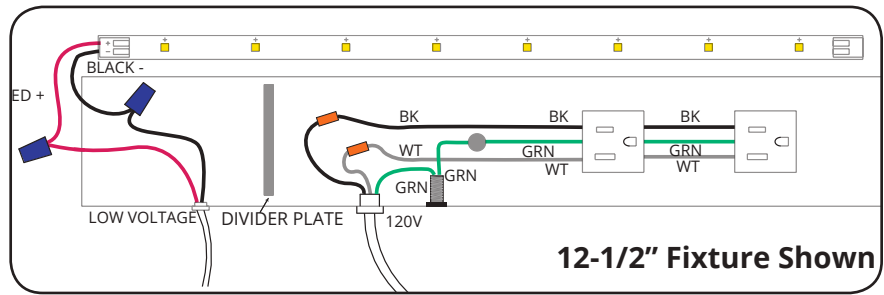 BLACK -
ED +
BK BK BK
WT GRN GRN
WT WT
GRN GRN
LOW VOLTAGE DIVIDER PLATE 120V
12-1/2” Fixture Shown